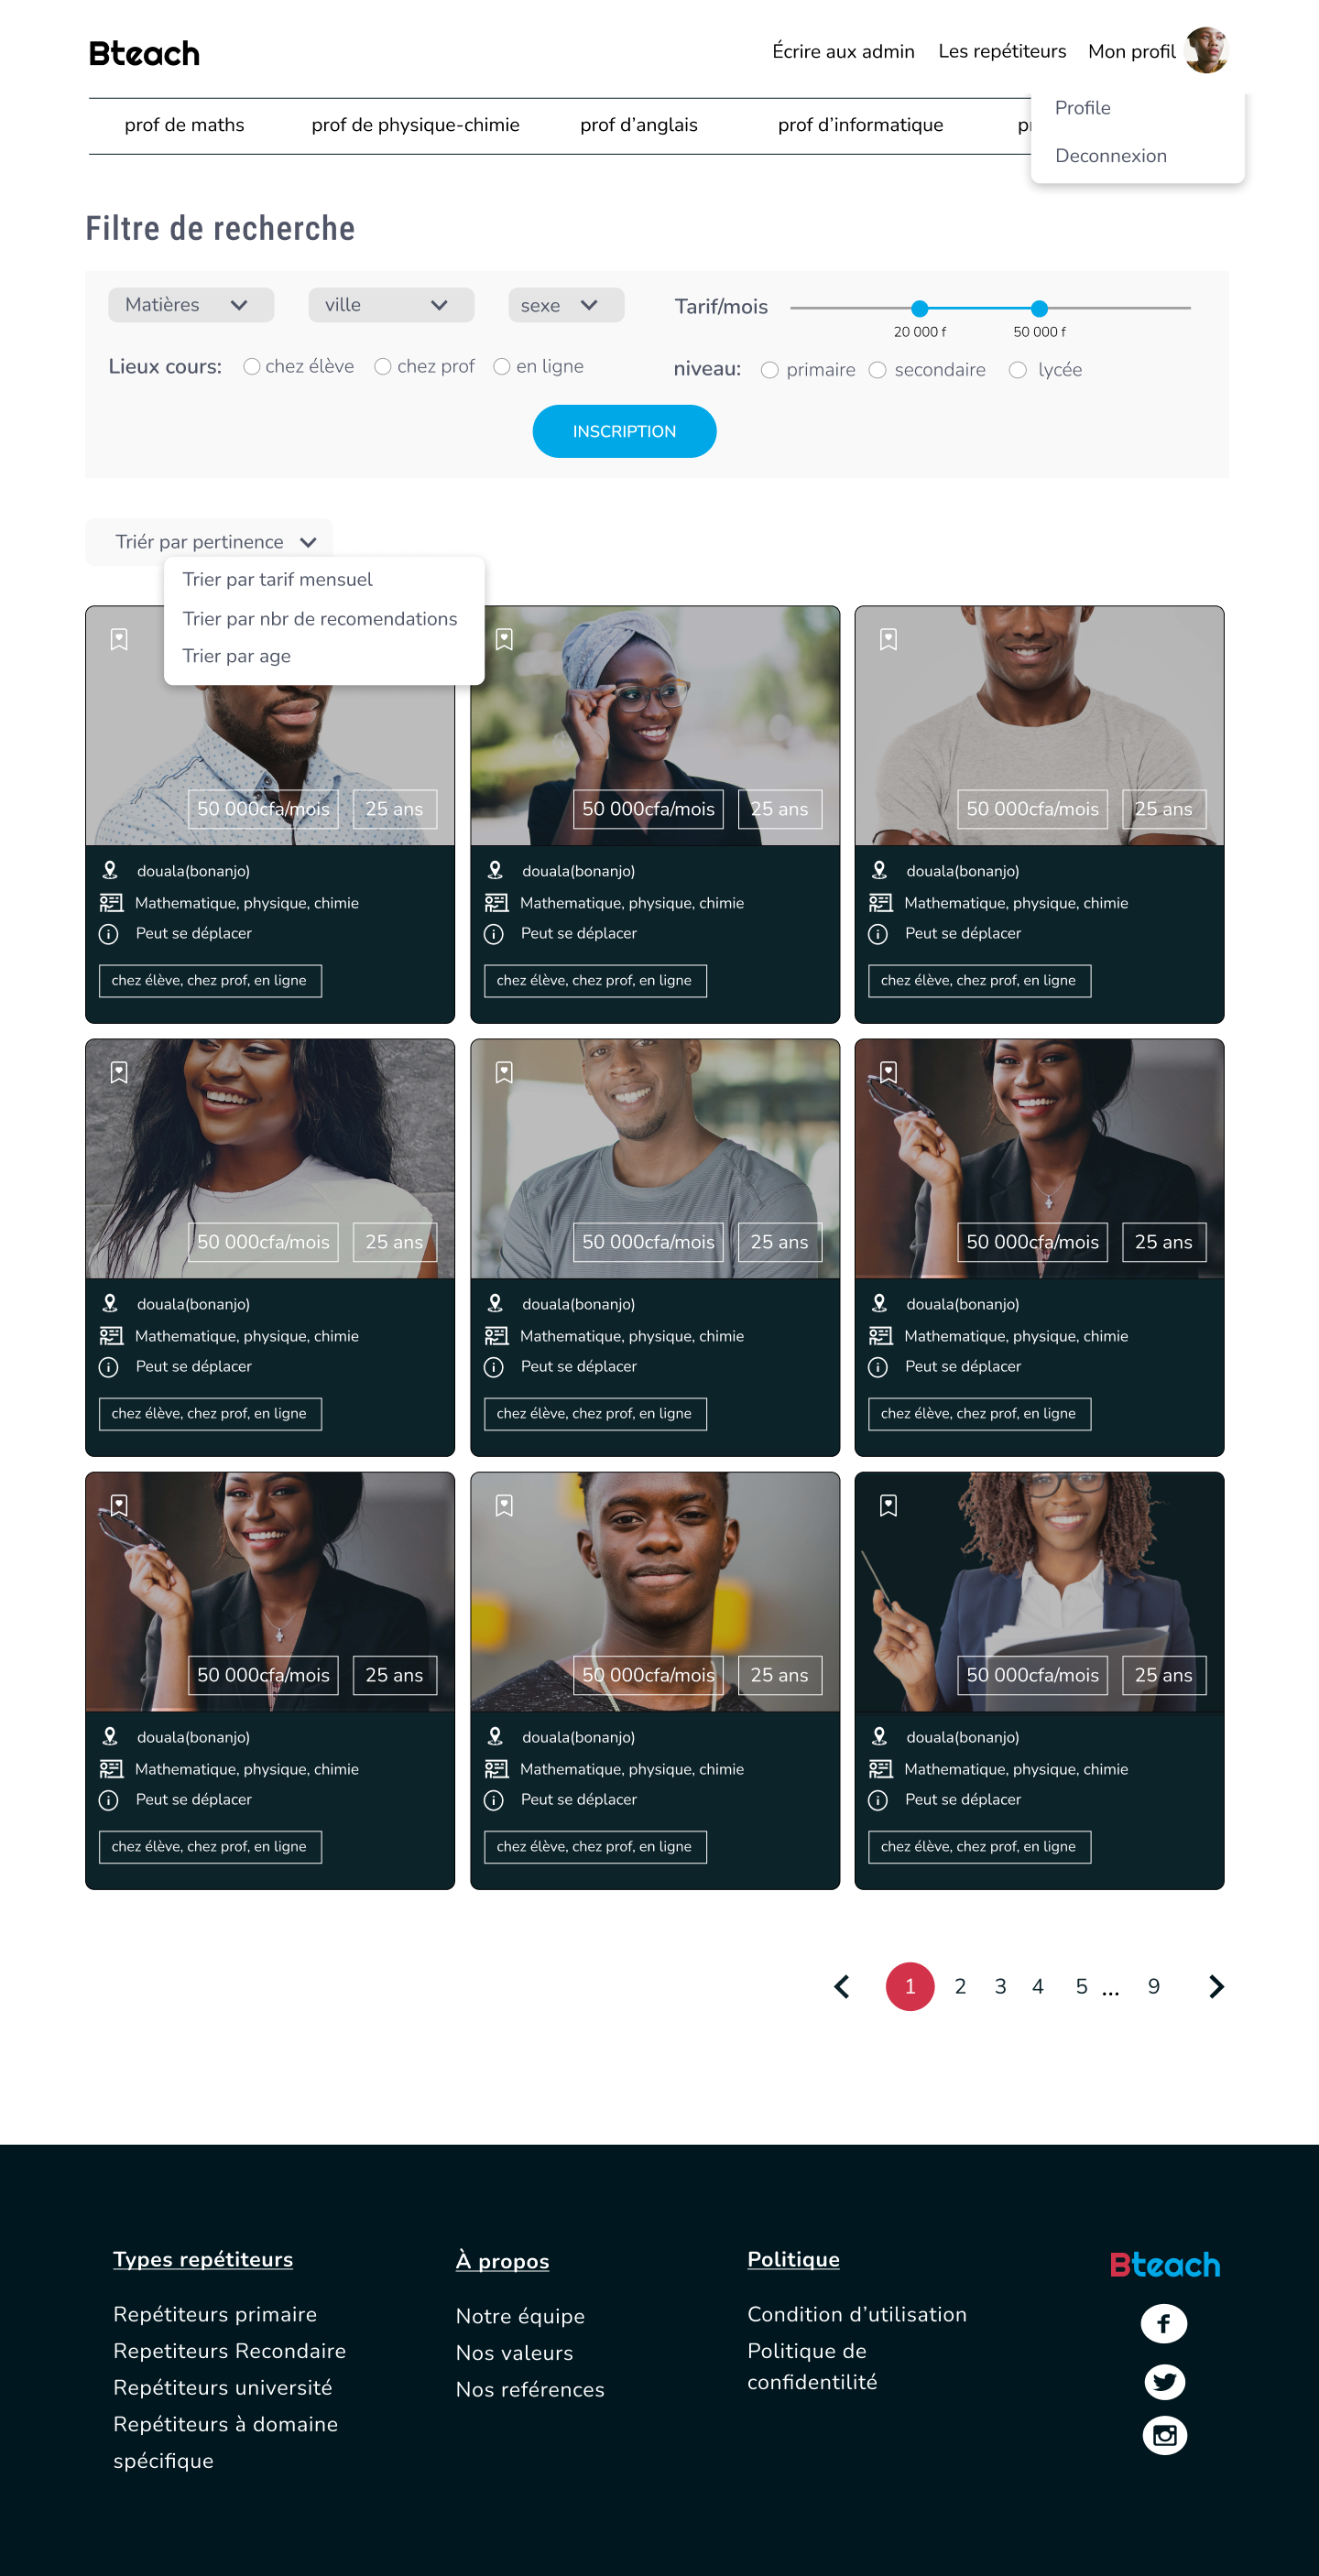 Bteach
Écrire aux admin
Les repétiteurs
Mon profil
Profile
Deconnexion
prof de maths
prof de physique-chimie
prof d’anglais
prof d’informatique
Filtre de recherche
Matières
ville
sexe
Tarif/mois
20 000 f
50 000 f
Lieux cours:
chez élève
chez prof
en ligne
niveau:
primaire
secondaire
lycée
INSCRIPTION
Triér par pertinence
Trier par tarif mensuel
Trier par nbr de recomendations
Trier par age
50 000cfa/mois
25 ans
50 000cfa/mois
25 ans
50 000cfa/mois
25 ans
douala(bonanjo)
Mathematique, physique, chimie
Peut se déplacer
chez élève, chez prof, en ligne
douala(bonanjo)
Mathematique, physique, chimie
Peut se déplacer
chez élève, chez prof, en ligne
douala(bonanjo)
Mathematique, physique, chimie
Peut se déplacer
chez élève, chez prof, en ligne
50 000cfa/mois
25 ans
50 000cfa/mois
25 ans
50 000cfa/mois
25 ans
douala(bonanjo)
Mathematique, physique, chimie
Peut se déplacer
chez élève, chez prof, en ligne
douala(bonanjo)
Mathematique, physique, chimie
Peut se déplacer
chez élève, chez prof, en ligne
douala(bonanjo)
Mathematique, physique, chimie
Peut se déplacer
chez élève, chez prof, en ligne
50 000cfa/mois
25 ans
50 000cfa/mois
25 ans
50 000cfa/mois
25 ans
douala(bonanjo)
Mathematique, physique, chimie
Peut se déplacer
chez élève, chez prof, en ligne
douala(bonanjo)
Mathematique, physique, chimie
Peut se déplacer
chez élève, chez prof, en ligne
douala(bonanjo)
Mathematique, physique, chimie
Peut se déplacer
chez élève, chez prof, en ligne
1 2 3 4 5 ... 9
Types repétiteurs
Repétiteurs primaire
Repetiteurs Recondaire
Repétiteurs université
Repétiteurs à domaine
spécifique
À propos
Notre équipe
Nos valeurs
Nos reférences
Politique
Condition d’utilisation
Politique de
confidentilité
Bteach